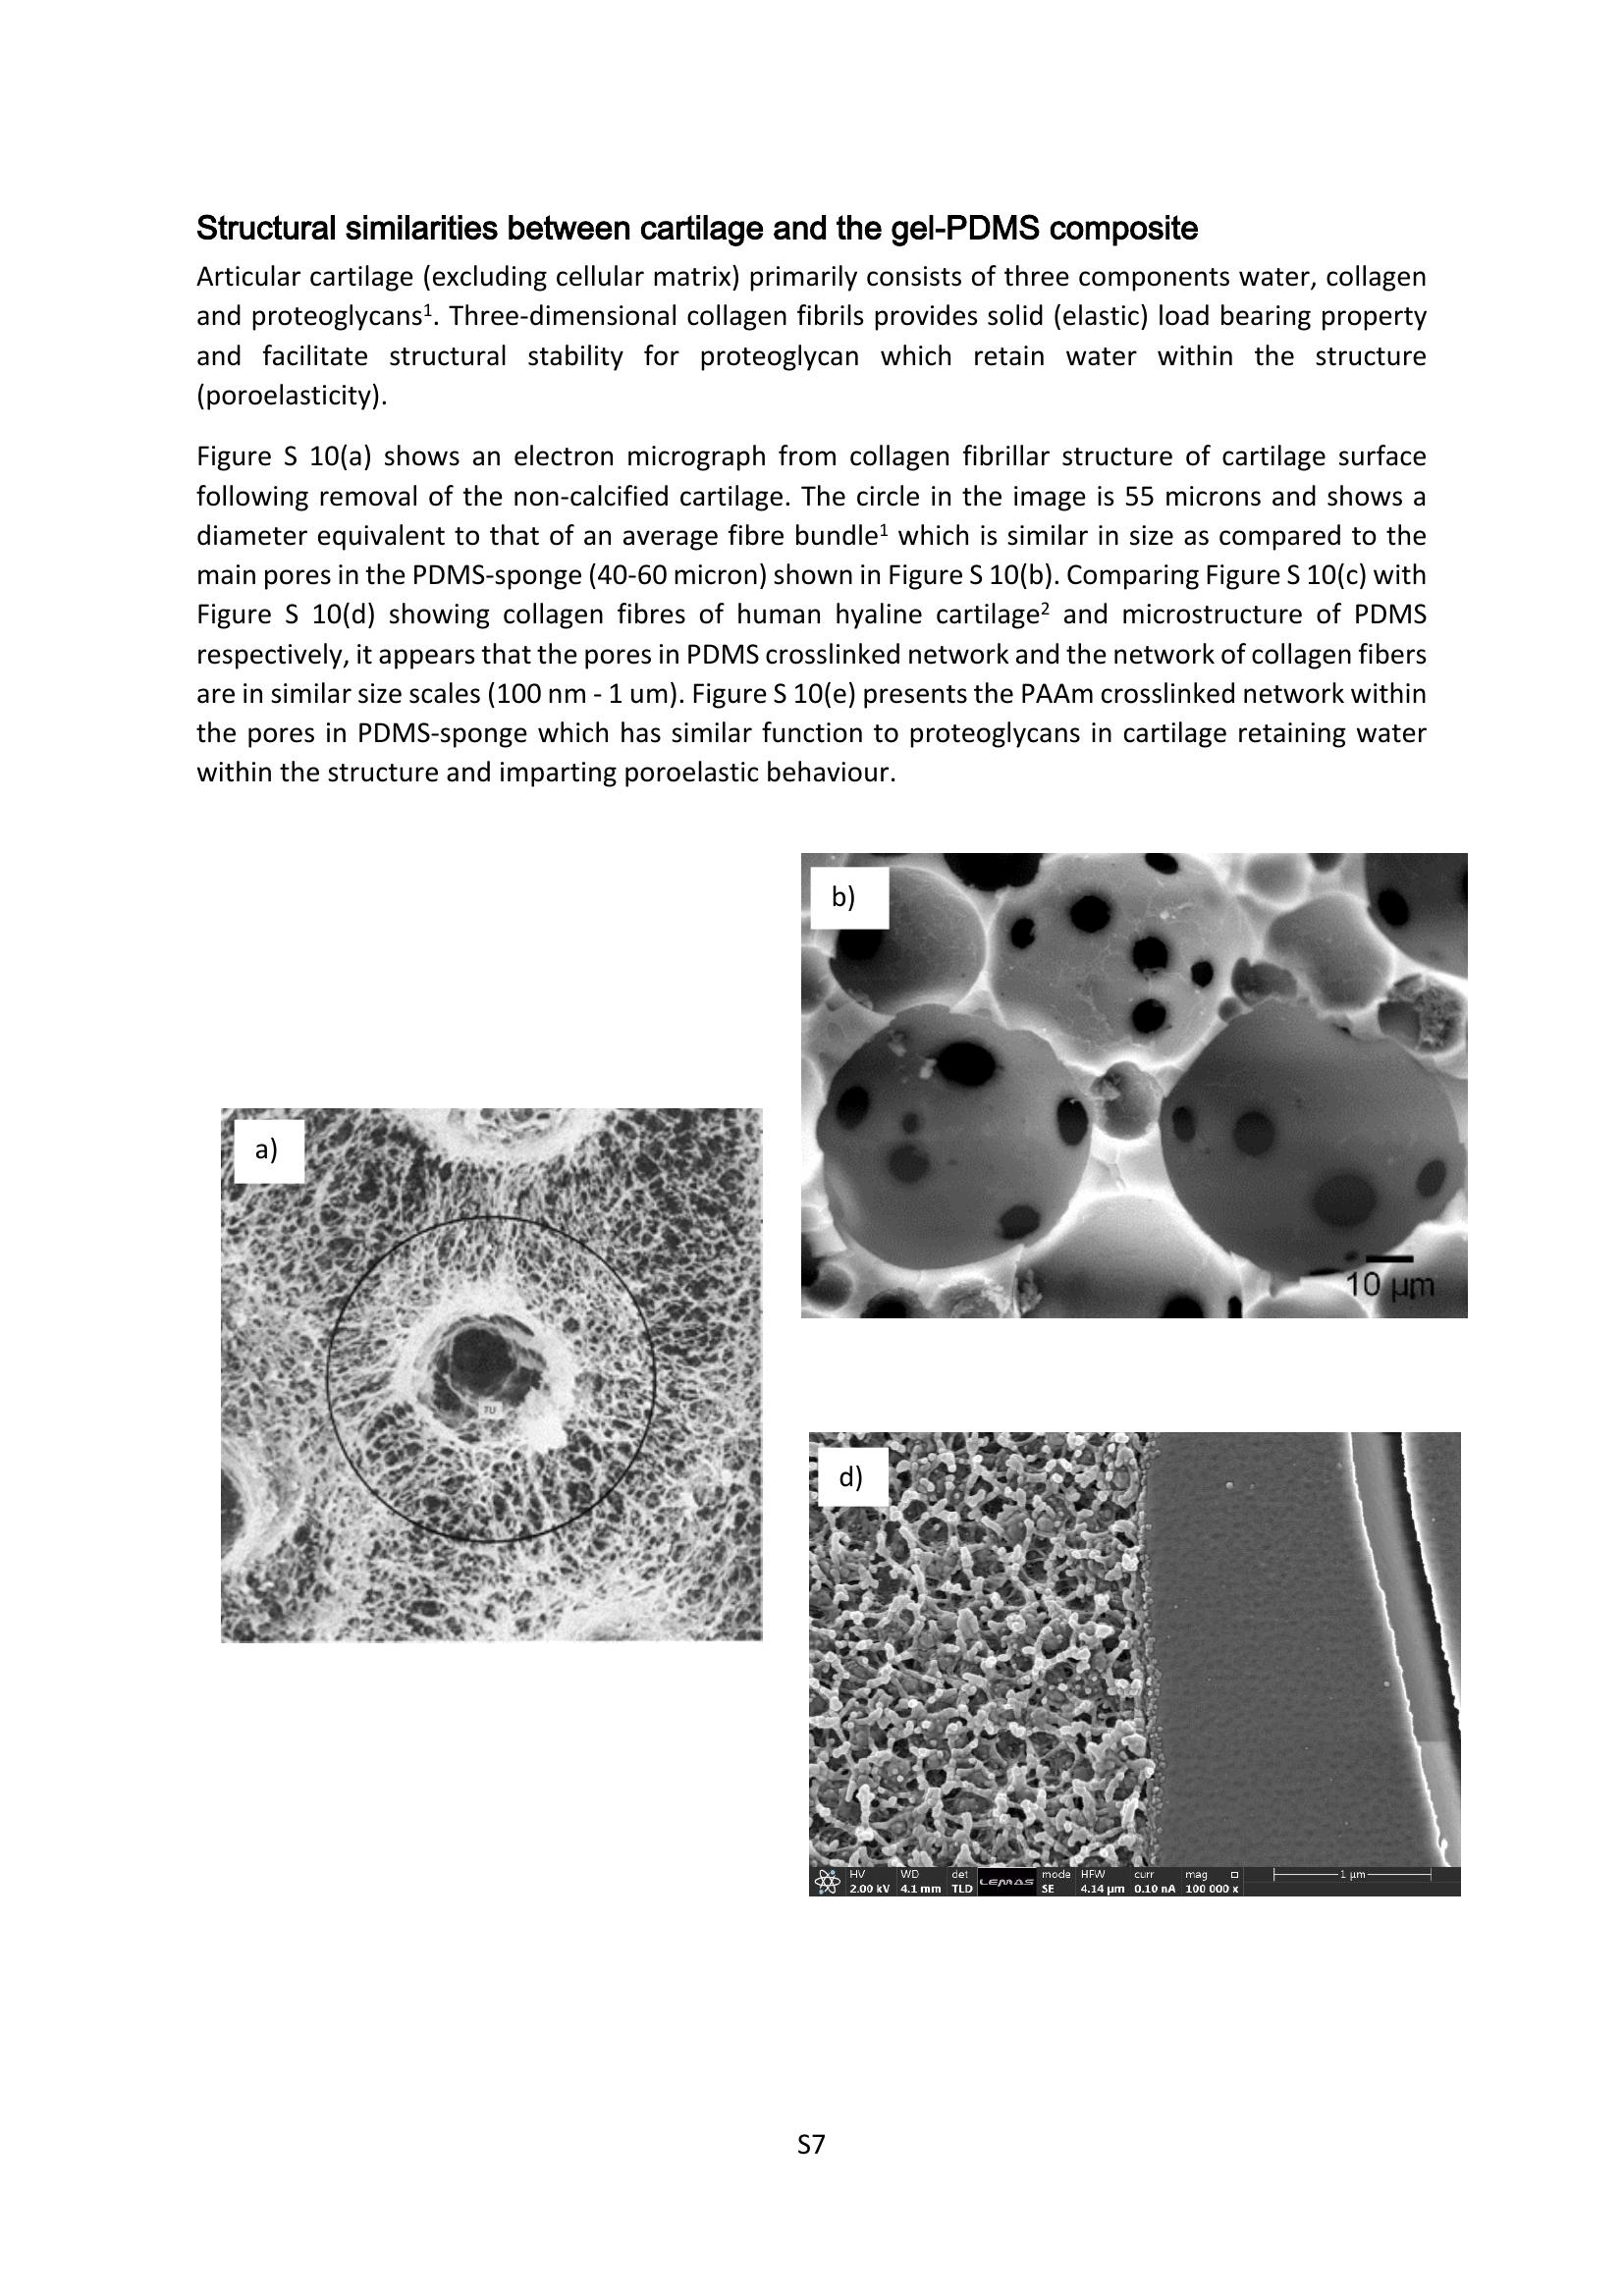 Structural similarities between cartilage and the gel-PDMS composite
Articular cartilage (excluding cellular matrix) primarily consists of three components water, collagen
and proteoglycans1. Three-dimensional collagen fibrils provides solid (elastic) load bearing property
and facilitate structural stability for proteoglycan which retain water within the structure
(poroelasticity).
Figure S 10(a) shows an electron micrograph from collagen fibrillar structure of cartilage surface
following removal of the non-calcified cartilage. The circle in the image is 55 microns and shows a
diameter equivalent to that of an average fibre bundle1 which is similar in size as compared to the
main pores in the PDMS-sponge (40-60 micron) shown in Figure S 10(b). Comparing Figure S 10(c) with
Figure S 10(d) showing collagen fibres of human hyaline cartilage2 and microstructure of PDMS
respectively, it appears that the pores in PDMS crosslinked network and the network of collagen fibers
are in similar size scales (100 nm - 1 um). Figure S 10(e) presents the PAAm crosslinked network within
the pores in PDMS-sponge which has similar function to proteoglycans in cartilage retaining water
within the structure and imparting poroelastic behaviour.
b)
10 µm
a)
TU
d)
HV WD det mode HFW curr mag 1 µm
2.00 kV 4.1 mm TLD LEMAS SE 4.14 µm 0.10 nA 100 000 x
S7